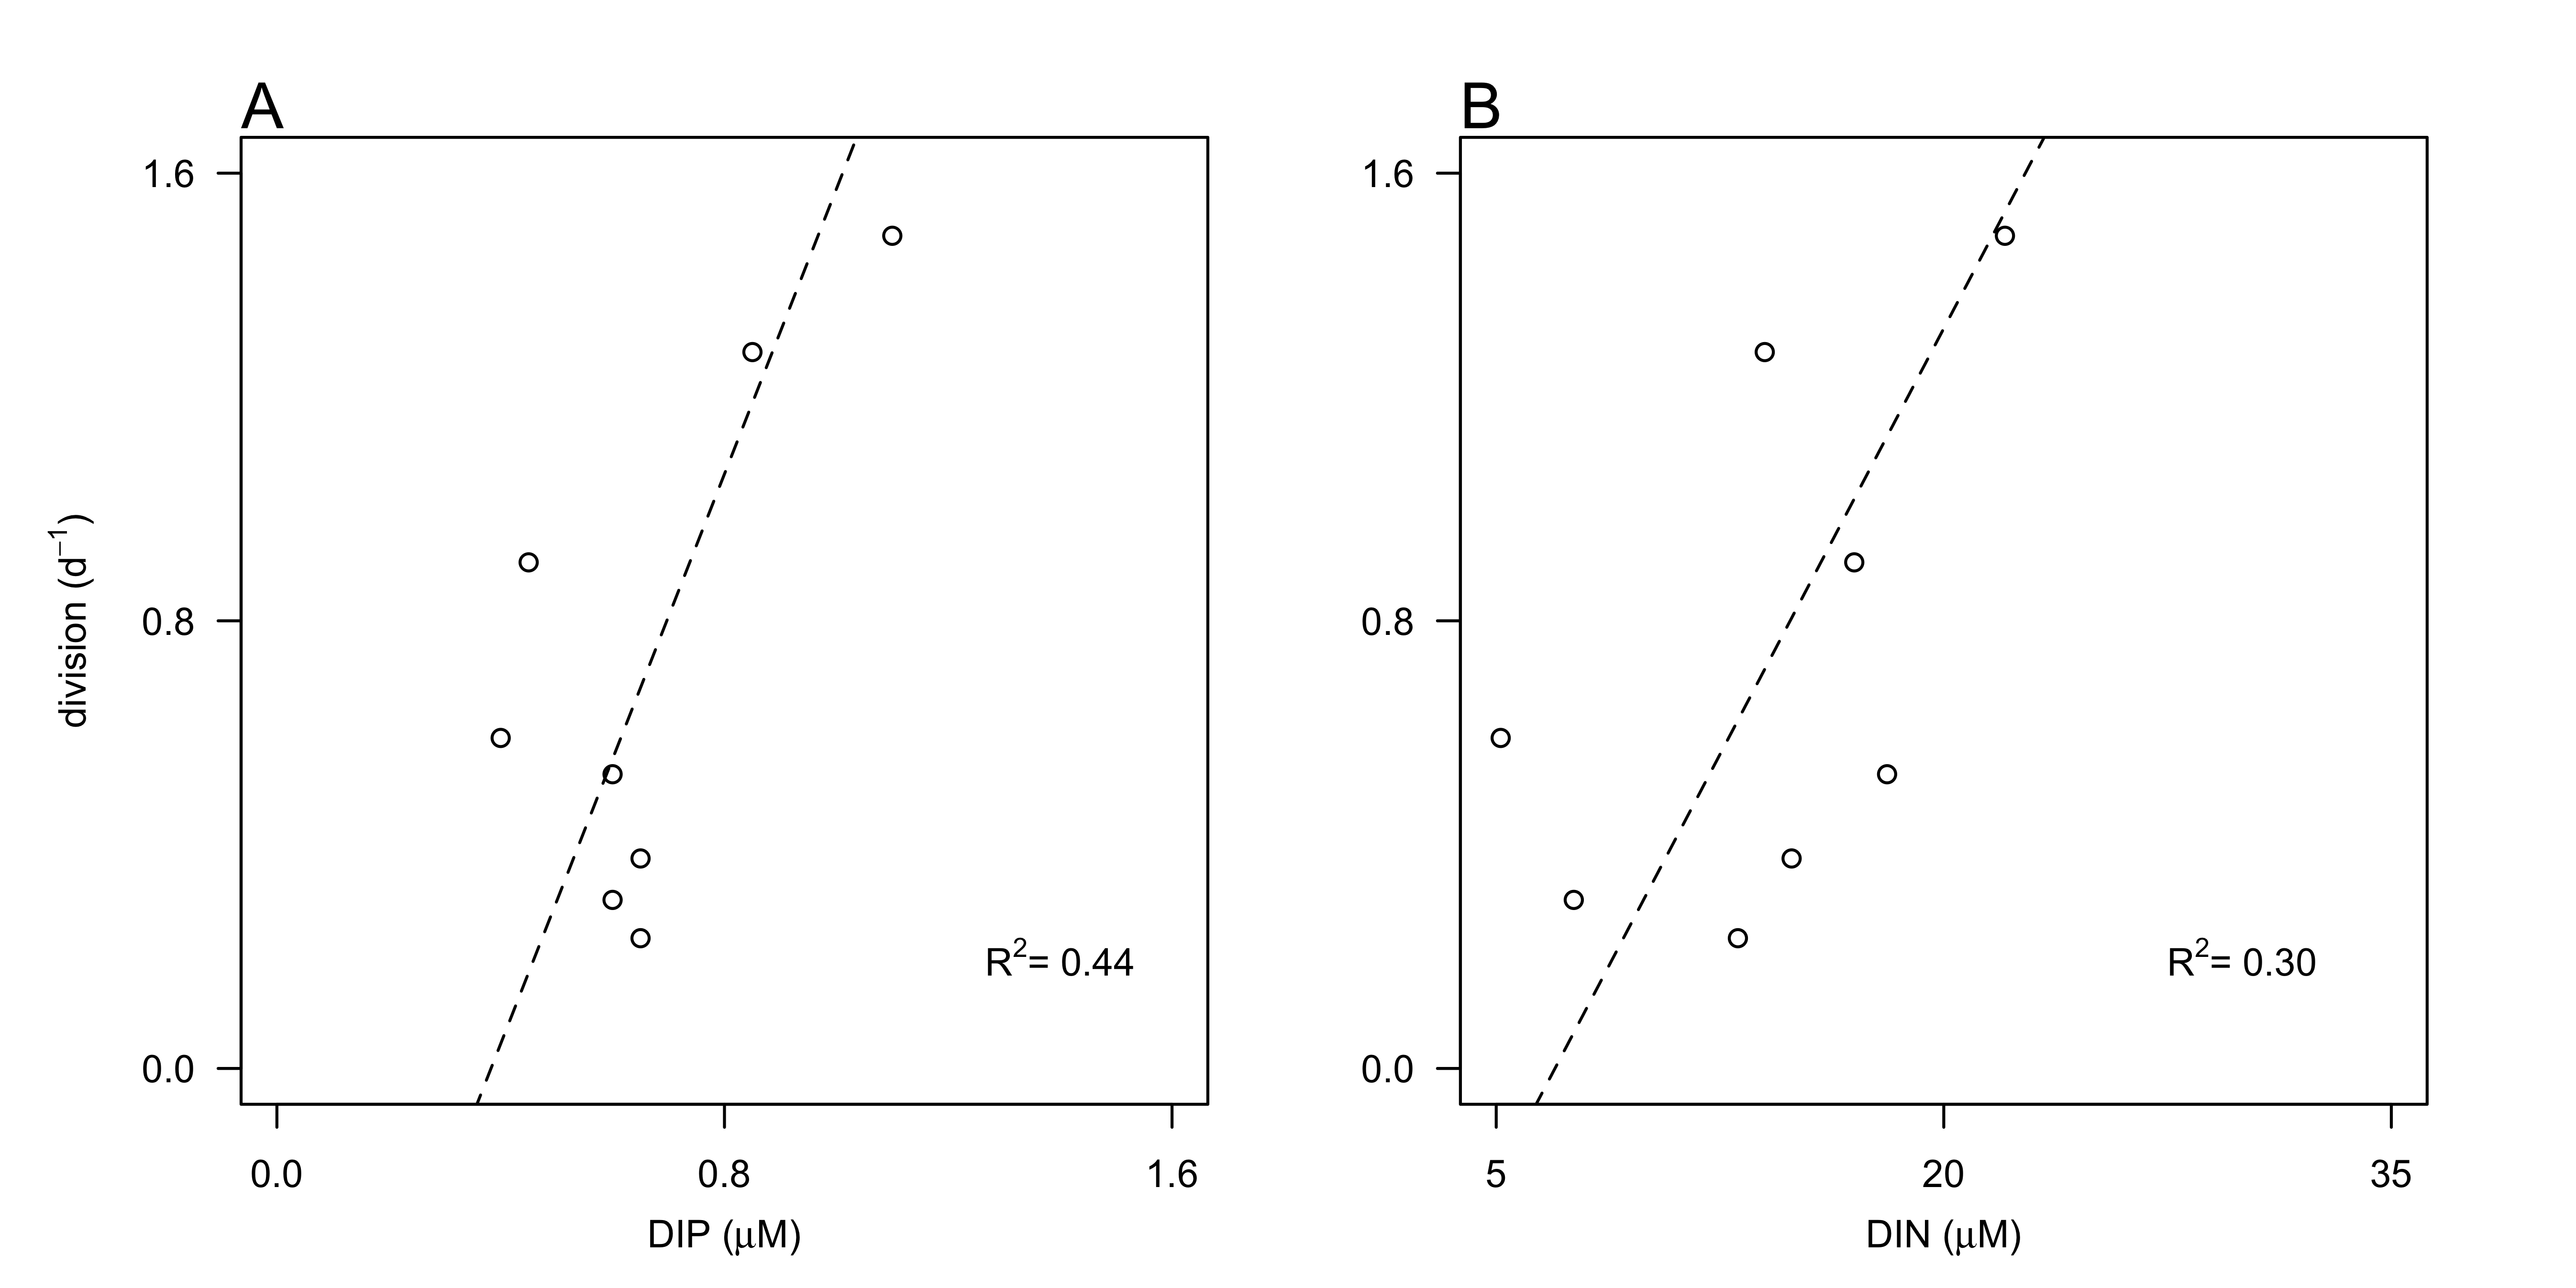 A
1.6
0.8
0.0
division (d⁻¹)
0.0 0.8 1.6
DIP (μM)
R²= 0.44
B
1.6
0.8
0.0
5 20 35
DIN (μM)
R²= 0.30